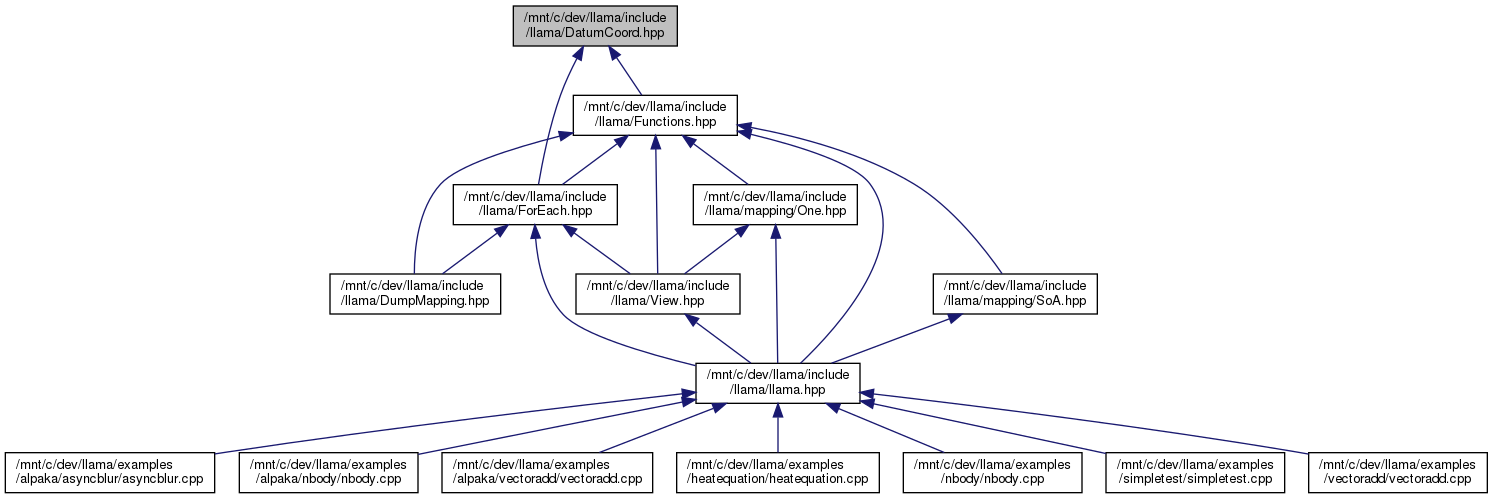 /mnt/c/dev/llama/include
/llama/DatumCoord.hpp
/mnt/c/dev/llama/include
/llama/Functions.hpp
/mnt/c/dev/llama/include
/llama/ForEach.hpp
/mnt/c/dev/llama/include
/llama/mapping/One.hpp
/mnt/c/dev/llama/include
/llama/DumpMapping.hpp
/mnt/c/dev/llama/include
/llama/View.hpp
/mnt/c/dev/llama/include
/llama/mapping/SoA.hpp
/mnt/c/dev/llama/include
/llama/llama.hpp
/mnt/c/dev/llama/examples
/alpaka/asyncblur/asyncblur.cpp
/mnt/c/dev/llama/examples
/alpaka/nbody/nbody.cpp
/mnt/c/dev/llama/examples
/alpaka/vectoradd/vectoradd.cpp
/mnt/c/dev/llama/examples
/heatequation/heatequation.cpp
/mnt/c/dev/llama/examples
/nbody/nbody.cpp
/mnt/c/dev/llama/examples
/simpletest/simpletest.cpp
/mnt/c/dev/llama/examples
/vectoradd/vectoradd.cpp